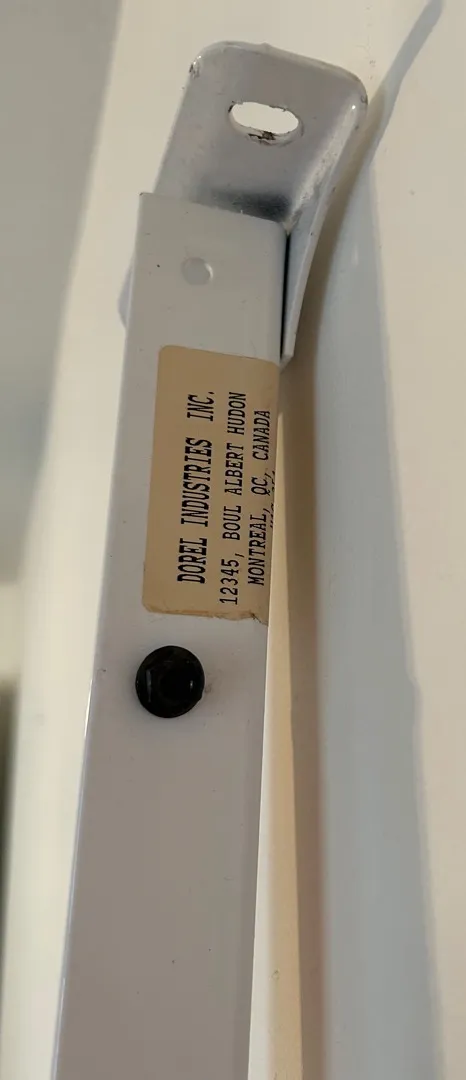 DOREL INDUSTRIES INC.
12345, BOUL ALBERT HUDON
MONTREAL, QC, CANADA